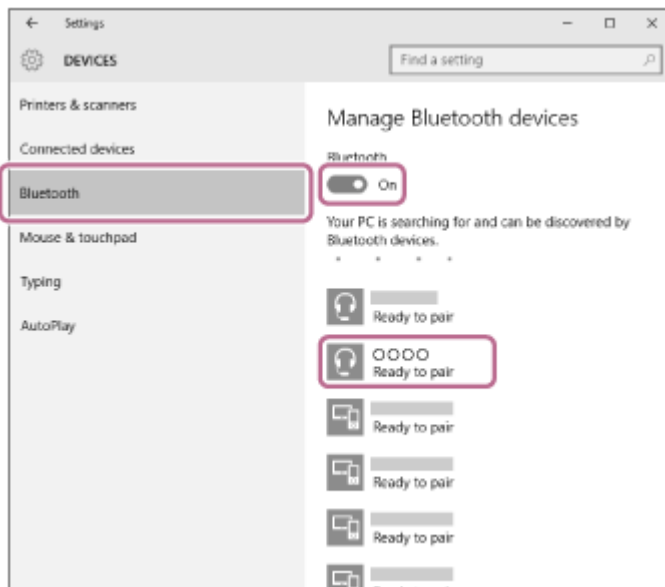 Settings
DEVICES
Find a setting
Printers & scanners
Connected devices
Bluetooth
Mouse & touchpad
Typing
AutoPlay
Manage Bluetooth devices
Bluetooth
On
Your PC is searching for and can be discovered by
Bluetooth devices.
Ready to pair
OOOO
Ready to pair
Ready to pair
Ready to pair
Ready to pair